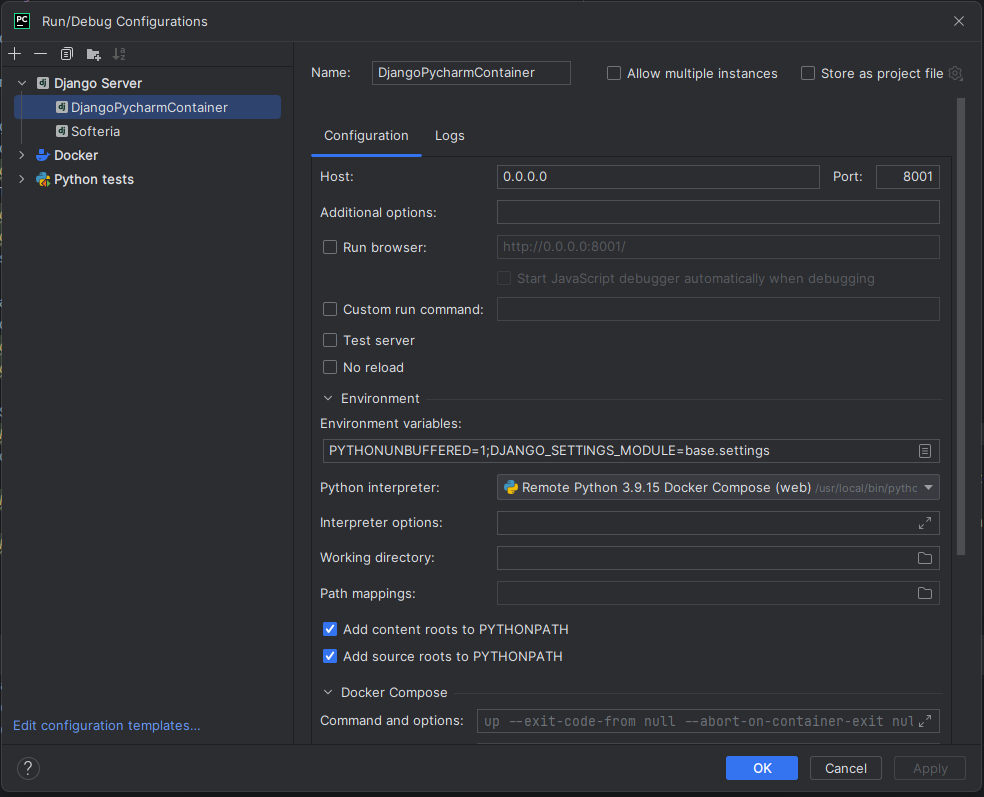 PC Run/Debug Configurations
Django Server
DjangoPycharmContainer
Softeria
Docker
Python tests
Edit configuration templates...
Name: DjangoPycharmContainer Allow multiple instances Store as project file
Configuration Logs
Host: 0.0.0.0 Port: 8001
Additional options:
Run browser: http://0.0.0.0:8001/
Start JavaScript debugger automatically when debugging
Custom run command:
Test server
No reload
Environment
Environment variables:
PYTHONUNBUFFERED=1;DJANGO_SETTINGS_MODULE=base.settings
Python interpreter: Remote Python 3.9.15 Docker Compose (web) /usr/local/bin/pythc
Interpreter options:
Working directory:
Path mappings:
Add content roots to PYTHONPATH
Add source roots to PYTHONPATH
Docker Compose
Command and options: up --exit-code-from null --abort-on-container-exit nul
? OK Cancel Apply